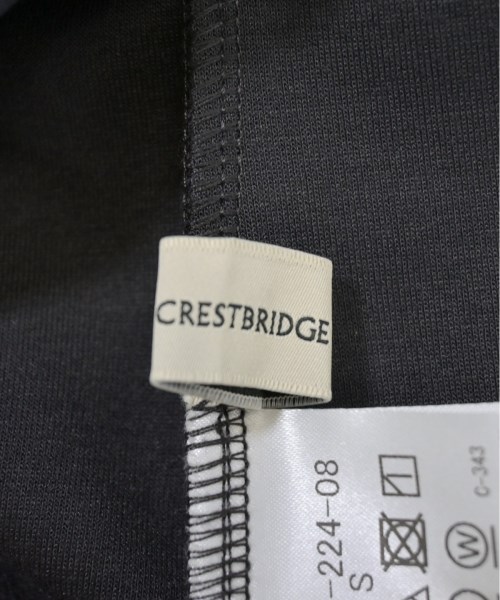 CRESTBRIDGE
-224-08
S
W
C-343